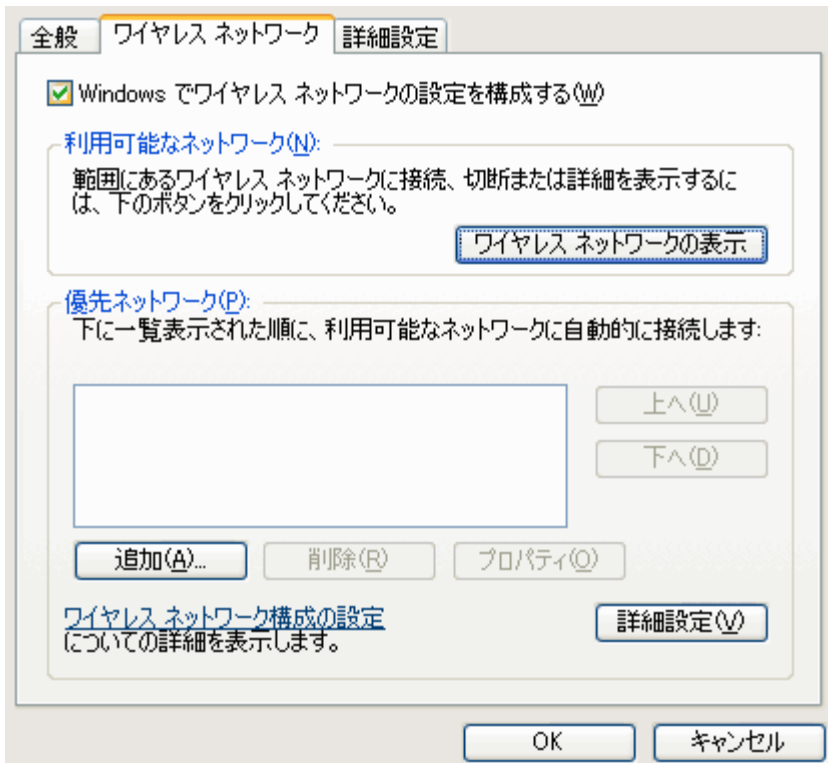 全般 ワイヤレス ネットワーク 詳細設定
Windows でワイヤレス ネットワークの設定を構成する(W)
利用可能なネットワーク(N):
範囲にあるワイヤレス ネットワークに接続、切断または詳細を表示するに
は、下のボタンをクリックしてください。
ワイヤレス ネットワークの表示
優先ネットワーク(P):
下に一覧表示された順に、利用可能なネットワークに自動的に接続します:
上へ(U)
下へ(D)
追加(A)... 削除(R) プロパティ(O)
ワイヤレス ネットワーク構成の設定
についての詳細を表示します。
詳細設定(V)
OK キャンセル